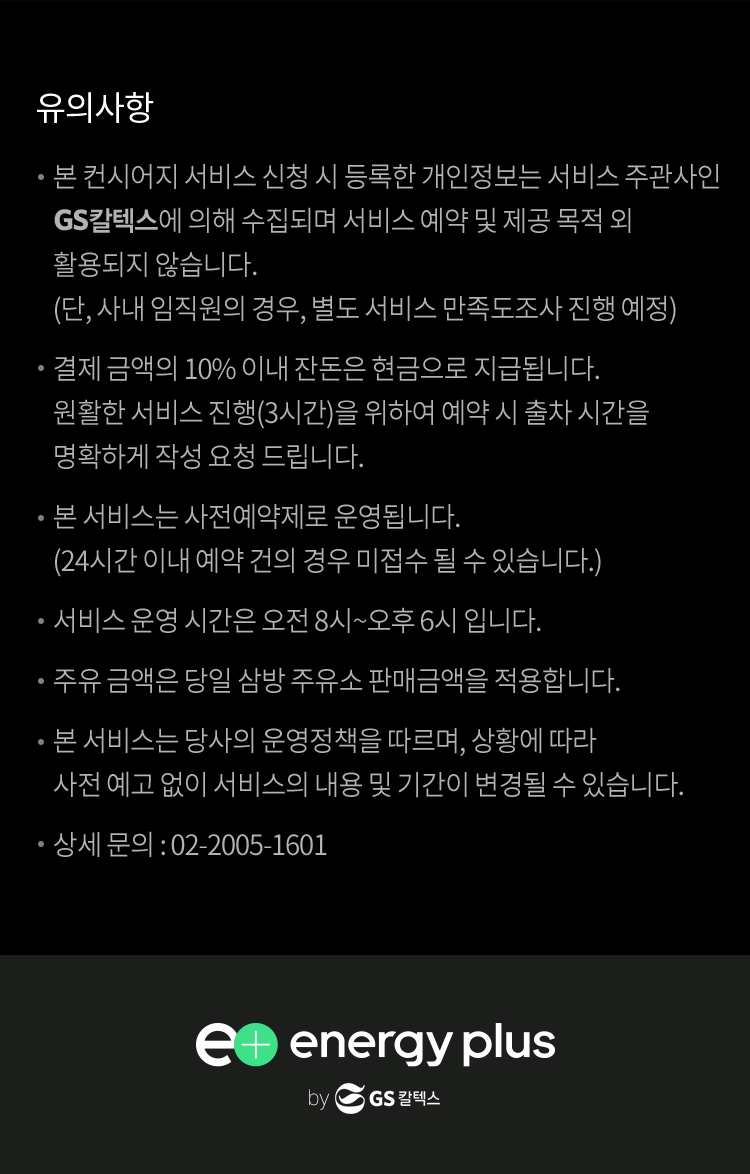 유의사항
• 본 컨시어지 서비스 신청 시 등록한 개인정보는 서비스 주관사인
GS칼텍스에 의해 수집되며 서비스 예약 및 제공 목적 외
활용되지 않습니다.
(단, 사내 임직원의 경우, 별도 서비스 만족도조사 진행 예정)
• 결제 금액의 10% 이내 잔돈은 현금으로 지급됩니다.
원활한 서비스 진행(3시간)을 위하여 예약 시 출차 시간을
명확하게 작성 요청 드립니다.
• 본 서비스는 사전예약제로 운영됩니다.
(24시간 이내 예약 건의 경우 미접수 될 수 있습니다.)
• 서비스 운영 시간은 오전 8시~오후 6시 입니다.
• 주유 금액은 당일 삼방 주유소 판매금액을 적용합니다.
• 본 서비스는 당사의 운영정책을 따르며, 상황에 따라
사전 예고 없이 서비스의 내용 및 기간이 변경될 수 있습니다.
• 상세 문의 : 02-2005-1601
e+ energy plus
by GS칼텍스